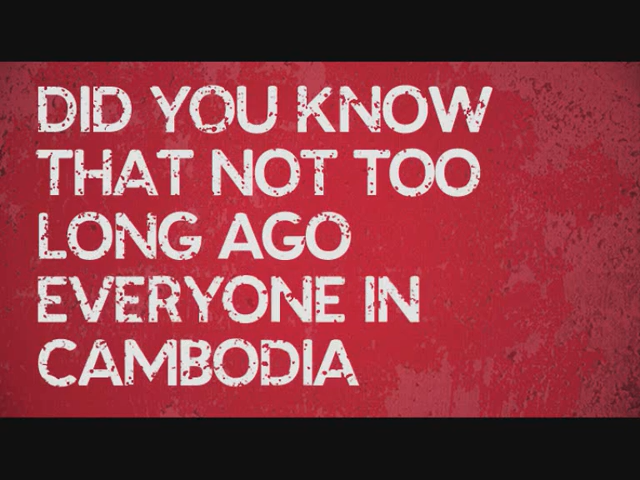 DID YOU KNOW
THAT NOT TOO
LONG AGO
EVERYONE IN
CAMBODIA